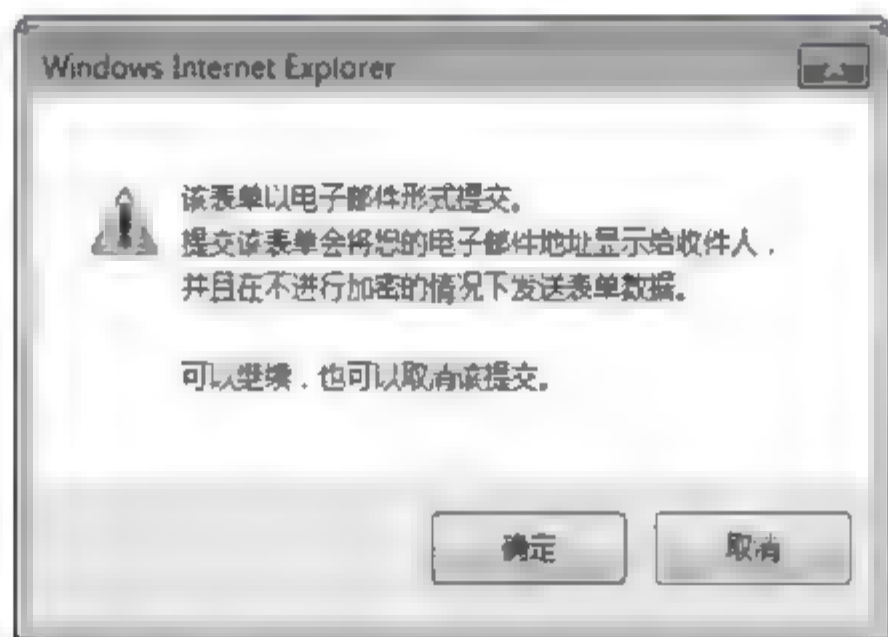 Windows Internet Explorer
该表单以电子邮件形式提交。
提交该表单会将您的电子邮件地址显示给收件人，
并且在不进行加密的情况下发送表单数据。
可以继续，也可以取消该提交。
确定
取消